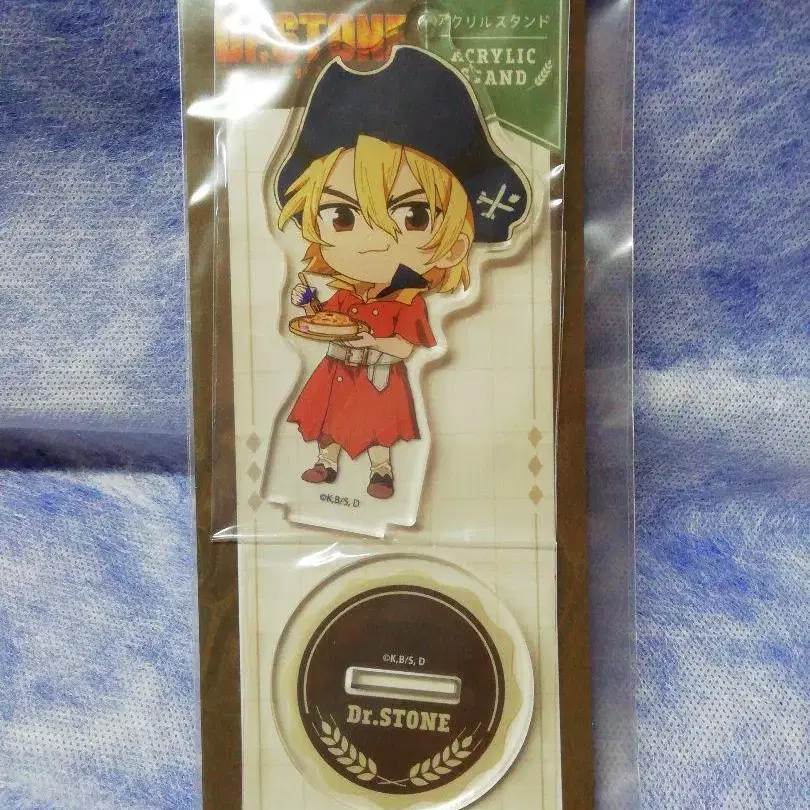 Dr.STONE
アクリルスタンド
ACRYLIC
STAND
©K,B/S, D
©K,B/S, D
Dr.STONE